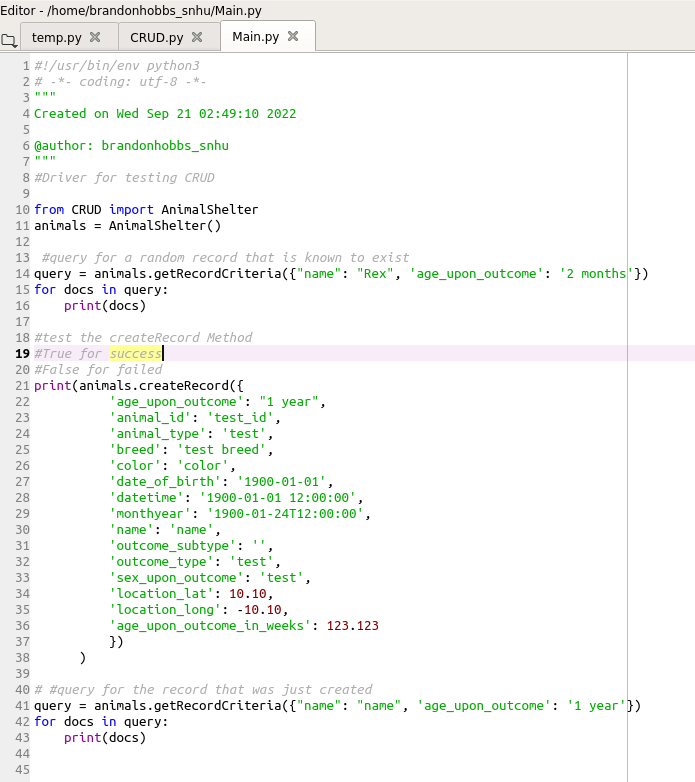 Editor - /home/brandonhobbs_snhu/Main.py
temp.py CRUD.py Main.py
1 #!/usr/bin/env python3
2 # -*- coding: utf-8 -*-
3 """
4 Created on Wed Sep 21 02:49:10 2022
5
6 @author: brandonhobbs_snhu
7 """
8 #Driver for testing CRUD
9
10 from CRUD import AnimalShelter
11 animals = AnimalShelter()
12
13  #query for a random record that is known to exist
14 query = animals.getRecordCriteria({"name": "Rex", 'age_upon_outcome': '2 months'})
15 for docs in query:
16     print(docs)
17
18 #test the createRecord Method
19 #True for success
20 #False for failed
21 print(animals.createRecord({
22           'age_upon_outcome': "1 year",
23           'animal_id': 'test_id',
24           'animal_type': 'test',
25           'breed': 'test breed',
26           'color': 'color',
27           'date_of_birth': '1900-01-01',
28           'datetime': '1900-01-01 12:00:00',
29           'monthyear': '1900-01-24T12:00:00',
30           'name': 'name',
31           'outcome_subtype': '',
32           'outcome_type': 'test',
33           'sex_upon_outcome': 'test',
34           'location_lat': 10.10,
35           'location_long': -10.10,
36           'age_upon_outcome_in_weeks': 123.123
37           })
38       )
39
40 # #query for the record that was just created
41 query = animals.getRecordCriteria({"name": "name", 'age_upon_outcome': '1 year'})
42 for docs in query:
43     print(docs)
44
45